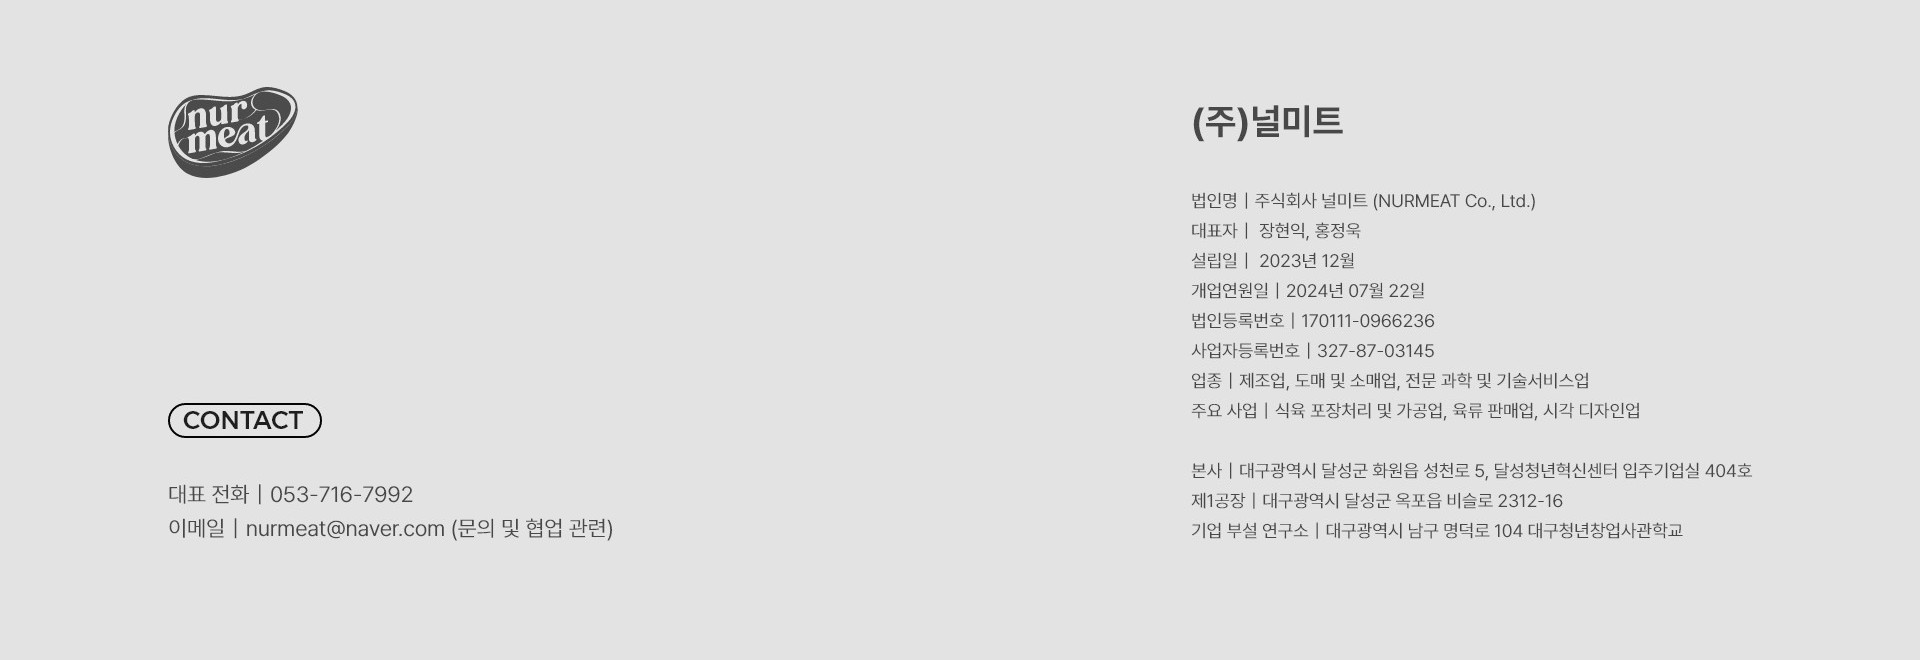 nur
meat
CONTACT
대표 전화 | 053-716-7992
이메일 | nurmeat@naver.com (문의 및 협업 관련)
(주)널미트
법인명 | 주식회사 널미트 (NURMEAT Co., Ltd.)
대표자 | 장현익, 홍정욱
설립일 | 2023년 12월
개업연원일 | 2024년 07월 22일
법인등록번호 | 170111-0966236
사업자등록번호 | 327-87-03145
업종 | 제조업, 도매 및 소매업, 전문 과학 및 기술서비스업
주요 사업 | 식육 포장처리 및 가공업, 육류 판매업, 시각 디자인업
본사 | 대구광역시 달성군 화원읍 성천로 5, 달성청년혁신센터 입주기업실 404호
제1공장 | 대구광역시 달성군 옥포읍 비슬로 2312-16
기업 부설 연구소 | 대구광역시 남구 명덕로 104 대구청년창업사관학교